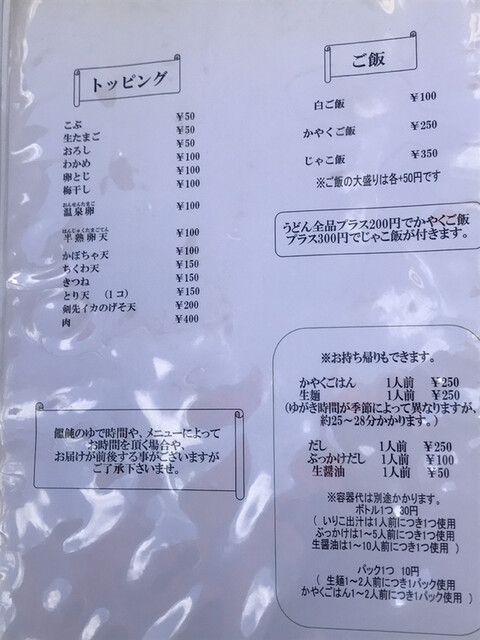 トッピング
こぶ ￥50
生たまご ￥50
おろし ￥50
わかめ ￥100
卵とじ ￥100
梅干し ￥100
おんせんたまご
温泉卵 ￥100
はんじゅくたまごてん
半熟卵天 ￥100
かぼちゃ天 ￥100
ちくわ天 ￥150
きつね ￥150
とり天 （1コ） ￥150
剣先イカのげそ天 ￥200
肉 ￥400
饂飩のゆで時間や、メニューによって
お時間を頂く場合や
お届けが前後する事がございますが
ご了承下さいませ。
ご飯
白ご飯 ￥100
かやくご飯 ￥250
じゃこ飯 ￥350
※ご飯の大盛りは各+50円です
うどん全品プラス200円でかやくご飯
プラス300円でじゃこ飯が付きます。
※お持ち帰りもできます。
かやくごはん 1人前 ￥250
生麺 1人前 ￥250
(ゆがき時間が季節によって異なりますが、
約25～28分かかります。)
だし 1人前 ￥250
ぶっかけだし 1人前 ￥100
生醤油 1人前 ￥50
※容器代は別途かかります。
ボトル1つ 30円
( いりこ出汁は1人前につき1つ使用
ぶっかけは1～5人前につき1つ使用
生醤油は1～10人前につき1つ使用 )
パック1つ 10円
( 生麺1～2人前につき1パック使用
かやくごはん1～2人前につき1パック使用 )